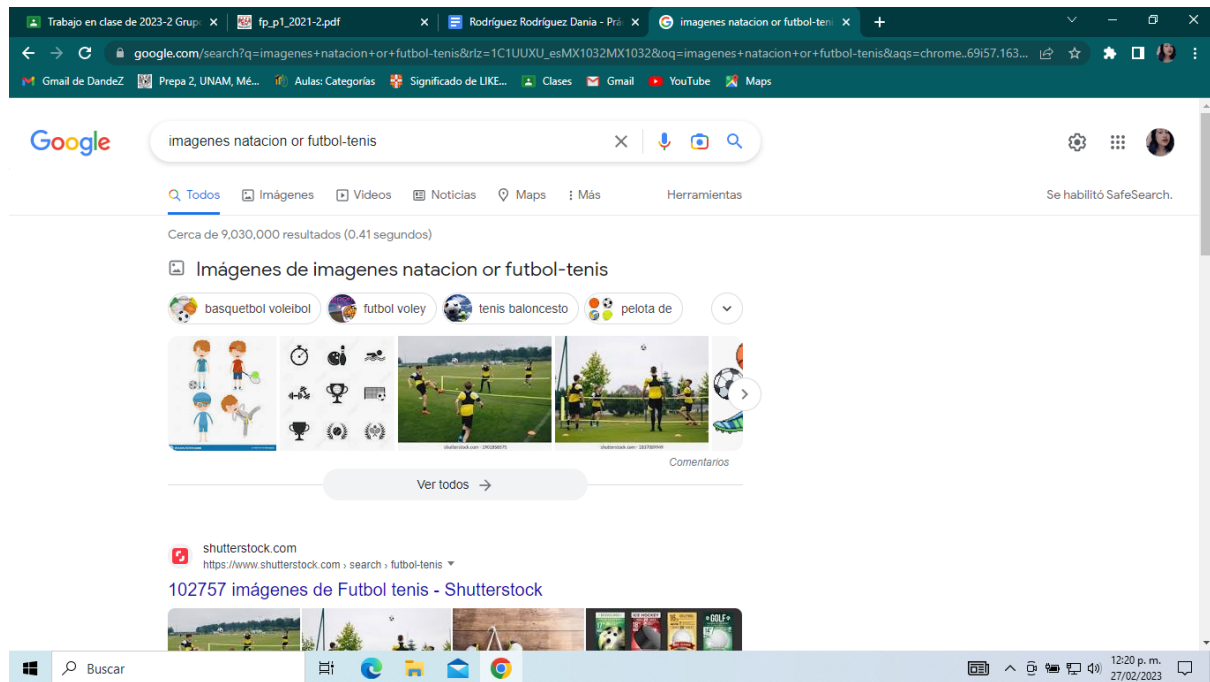 Trabajo en clase de 2023-2 Grup
fp_p1_2021-2.pdf
Rodríguez Rodríguez Dania - Prá
imagenes natacion or futbol-teni
google.com/search?q=imagenes+natacion+or+futbol-tenis&rlz=1C1UUXU_esMX1032MX1032&oq=imagenes+natacion+or+futbol-tenis&aqs=chrome..69i57.163...
Gmail de DandeZ
Prepa 2, UNAM, Mé...
Aulas: Categorías
Significado de LIKE...
Clases
Gmail
YouTube
Maps
Google
imagenes natacion or futbol-tenis
Todos
Imágenes
Videos
Noticias
Maps
Más
Herramientas
Se habilitó SafeSearch.
Cerca de 9,030,000 resultados (0.41 segundos)
Imágenes de imagenes natacion or futbol-tenis
basquetbol voleibol
futbol voley
tenis baloncesto
pelota de
Comentarios
Ver todos
shutterstock.com
https://www.shutterstock.com › search › futbol-tenis
102757 imágenes de Futbol tenis - Shutterstock
GOLF
Buscar
12:20 p. m.
27/02/2023